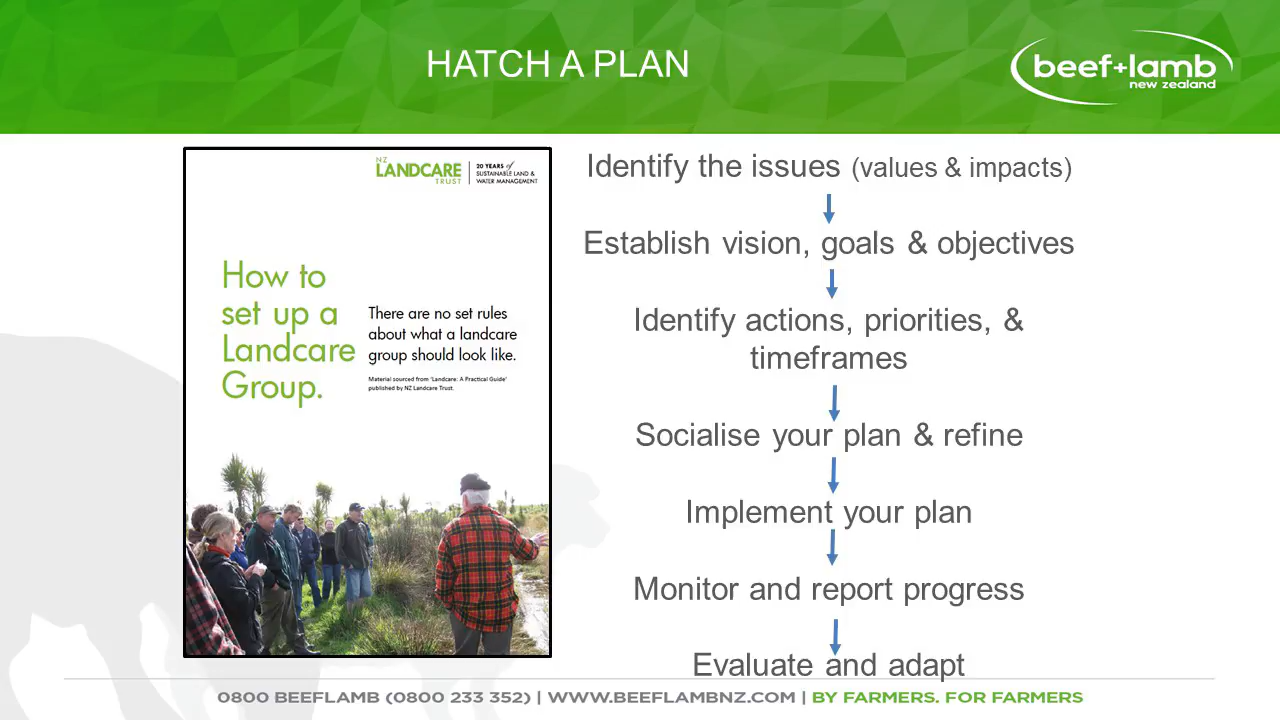 HATCH A PLAN
beef+lamb
new zealand
NZ
LANDCARE
TRUST
20 YEARS of
SUSTAINABLE LAND &
WATER MANAGEMENT
How to
set up a
Landcare
Group.
There are no set rules
about what a landcare
group should look like.
Material sourced from 'Landcare: A Practical Guide'
published by NZ Landcare Trust.
Identify the issues (values & impacts)
Establish vision, goals & objectives
Identify actions, priorities, &
timeframes
Socialise your plan & refine
Implement your plan
Monitor and report progress
Evaluate and adapt
0800 BEEFLAMB (0800 233 352) | WWW.BEEFLAMBNZ.COM | BY FARMERS. FOR FARMERS